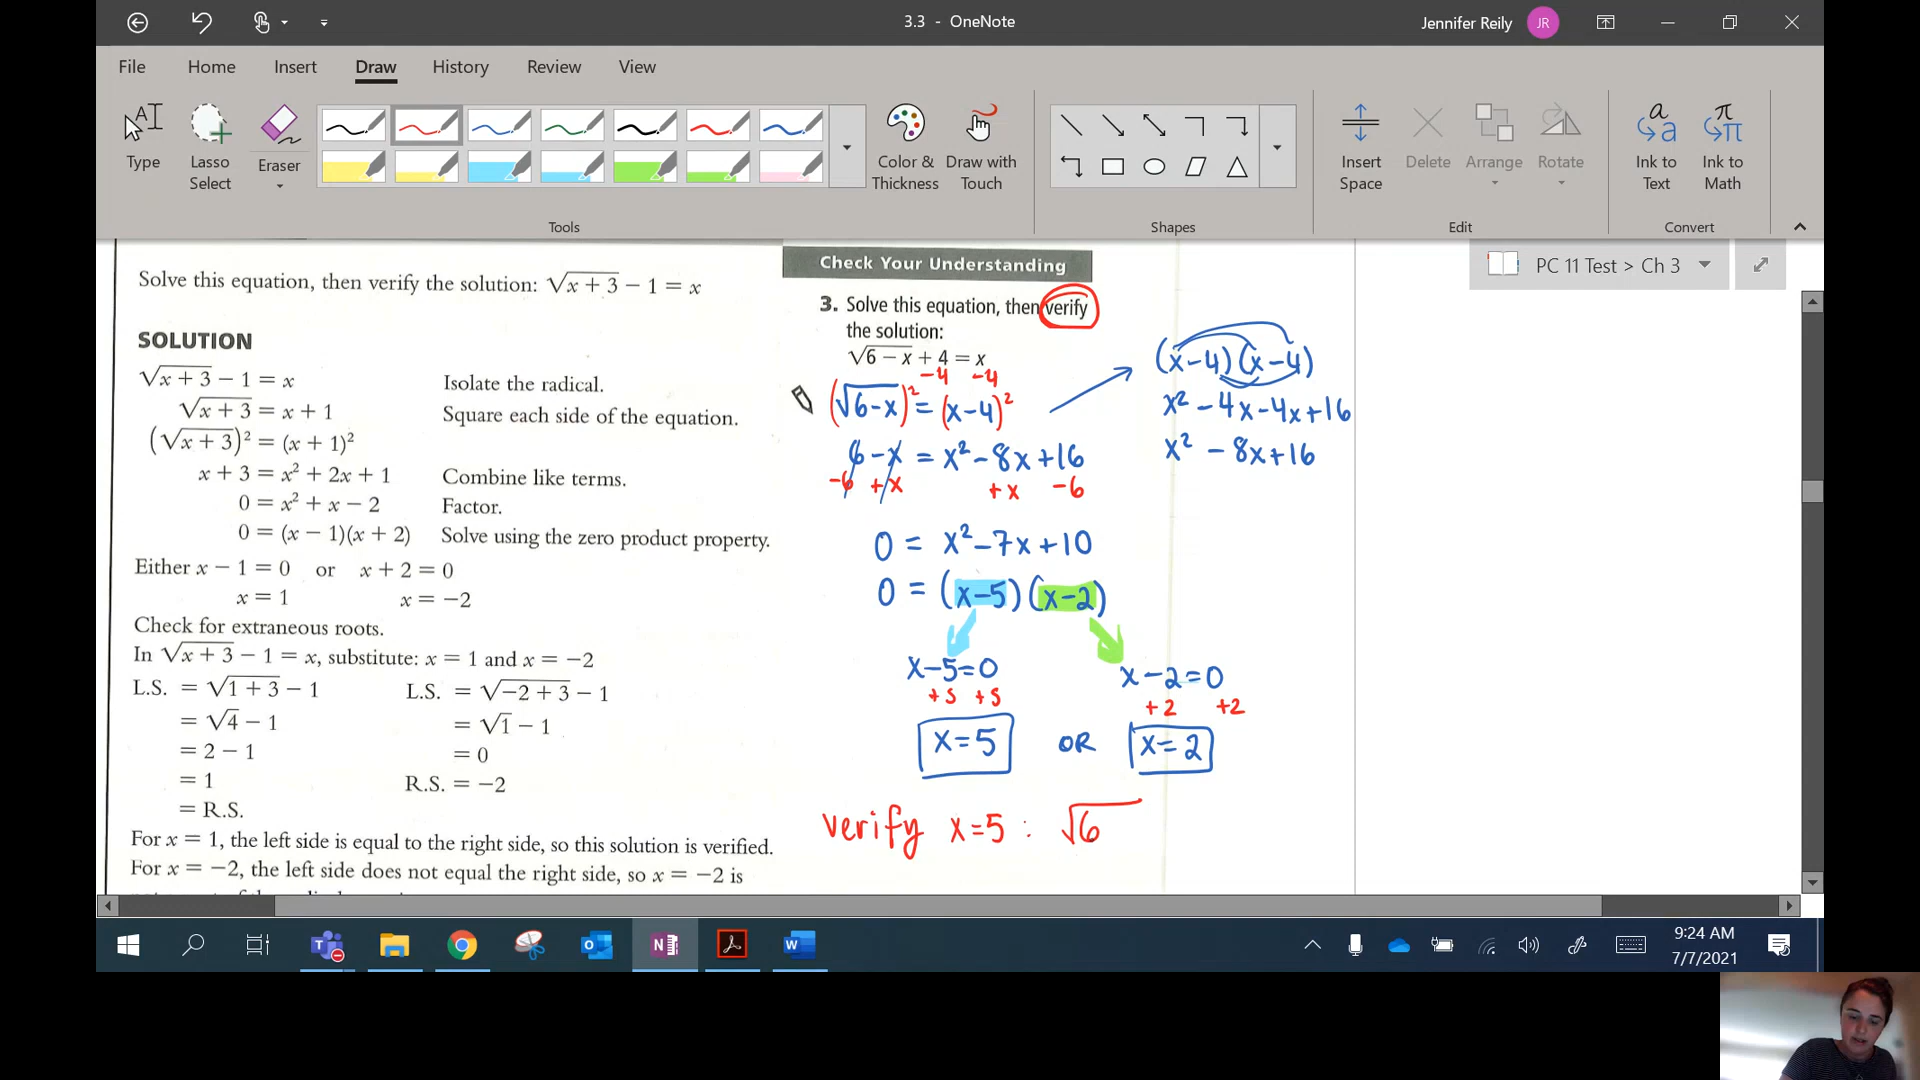 3.3 - OneNote
Jennifer Reily JR
File Home Insert Draw History Review View
Type
Lasso Select
Eraser
Color & Thickness
Draw with Touch
Insert Space
Delete
Arrange
Rotate
Ink to Text
Ink to Math
Tools Shapes Edit Convert
PC 11 Test > Ch 3
Solve this equation, then verify the solution: √(x + 3) − 1 = x
SOLUTION
√(x + 3) − 1 = x Isolate the radical.
√(x + 3) = x + 1 Square each side of the equation.
(√(x + 3))² = (x + 1)²
x + 3 = x² + 2x + 1 Combine like terms.
0 = x² + x − 2 Factor.
0 = (x − 1)(x + 2) Solve using the zero product property.
Either x − 1 = 0 or x + 2 = 0
x = 1 x = −2
Check for extraneous roots.
In √(x + 3) − 1 = x, substitute: x = 1 and x = −2
L.S. = √(1 + 3) − 1 L.S. = √(−2 + 3) − 1
= √4 − 1 = √1 − 1
= 2 − 1 = 0
= 1 R.S. = −2
= R.S.
For x = 1, the left side is equal to the right side, so this solution is verified.
For x = −2, the left side does not equal the right side, so x = −2 is
Check Your Understanding
3. Solve this equation, then verify
the solution:
√(6 − x) + 4 = x
−4 −4
(√(6−x))² = (x−4)²
6 − x = x² − 8x + 16
−6 +x +x −6
0 = x² − 7x + 10
0 = (x−5)(x−2)
x−5=0 x−2=0
+5 +5 +2 +2
x=5 OR x=2
verify x=5 : √6
(x−4)(x−4)
x² − 4x − 4x + 16
x² − 8x + 16
9:24 AM
7/7/2021